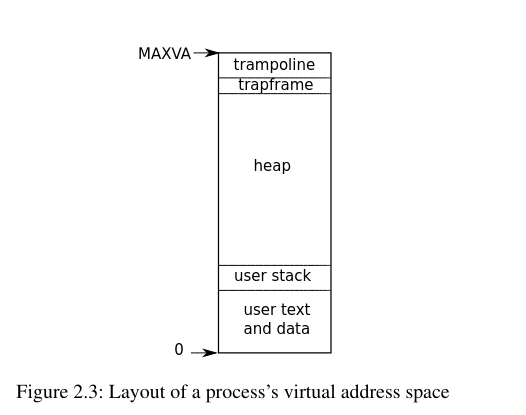 MAXVA
trampoline
trapframe
heap
user stack
user text
and data
0
Figure 2.3: Layout of a process's virtual address space